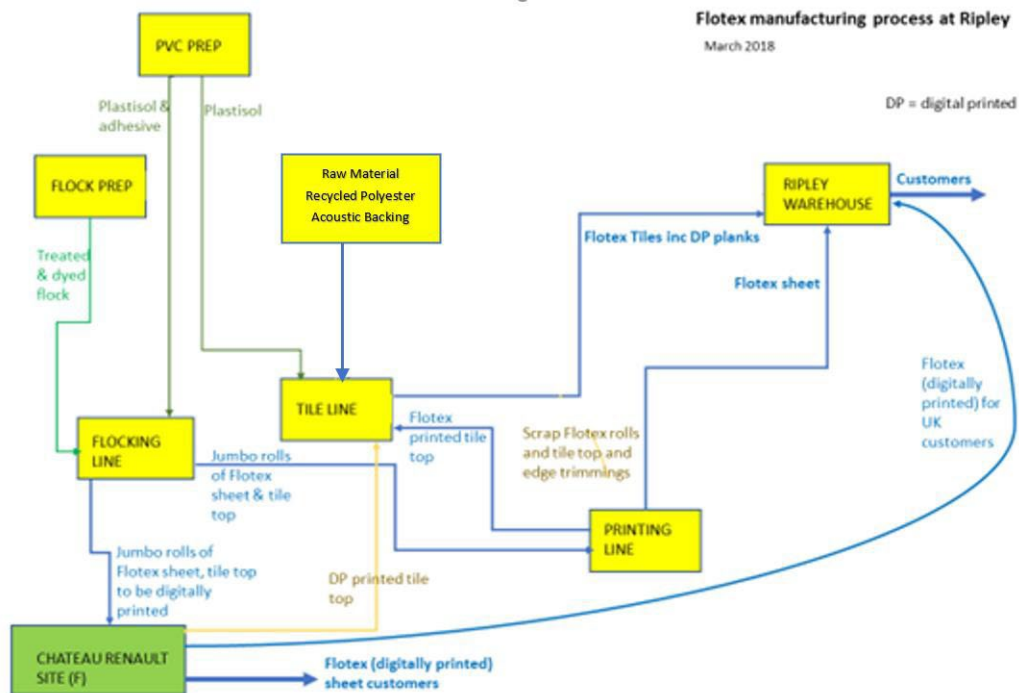 Flotex manufacturing process at Ripley
March 2018
DP = digital printed
PVC PREP
Plastisol &
adhesive
Plastisol
FLOCK PREP
Raw Material
Recycled Polyester
Acoustic Backing
RIPLEY
WAREHOUSE
Customers
Flotex Tiles inc DP planks
Flotex sheet
Treated
& dyed
flock
TILE LINE
Flotex
printed tile
top
Scrap Flotex rolls
and tile top and
edge trimmings
Flotex
(digitally
printed) for
UK
customers
FLOCKING
LINE
Jumbo rolls
of Flotex
sheet & tile
top
PRINTING
LINE
Jumbo rolls of
Flotex sheet, tile top
to be digitally
printed
DP printed tile
top
CHATEAU RENAULT
SITE (F)
Flotex (digitally printed)
sheet customers